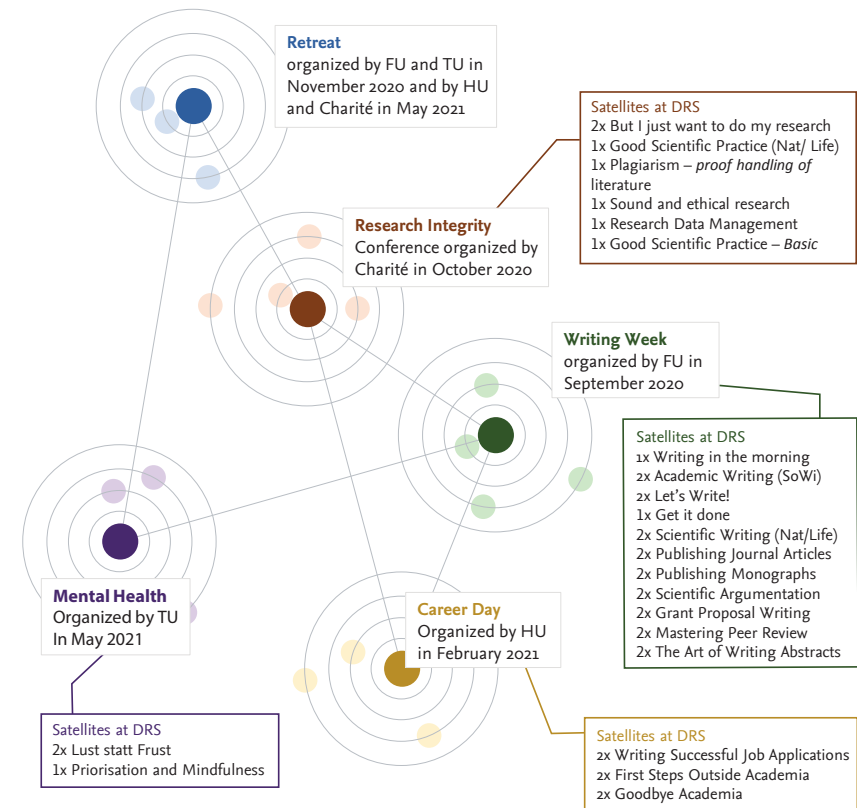 Retreat
organized by FU and TU in
November 2020 and by HU
and Charité in May 2021
Satellites at DRS
2x But I just want to do my research
1x Good Scientific Practice (Nat/ Life)
1x Plagiarism – proof handling of
literature
1x Sound and ethical research
1x Research Data Management
1x Good Scientific Practice – Basic
Research Integrity
Conference organized by
Charité in October 2020
Writing Week
organized by FU in
September 2020
Satellites at DRS
1x Writing in the morning
2x Academic Writing (SoWi)
2x Let's Write!
1x Get it done
2x Scientific Writing (Nat/Life)
2x Publishing Journal Articles
2x Publishing Monographs
2x Scientific Argumentation
2x Grant Proposal Writing
2x Mastering Peer Review
2x The Art of Writing Abstracts
Mental Health
Organized by TU
In May 2021
Career Day
Organized by HU
in February 2021
Satellites at DRS
2x Lust statt Frust
1x Priorisation and Mindfulness
Satellites at DRS
2x Writing Successful Job Applications
2x First Steps Outside Academia
2x Goodbye Academia